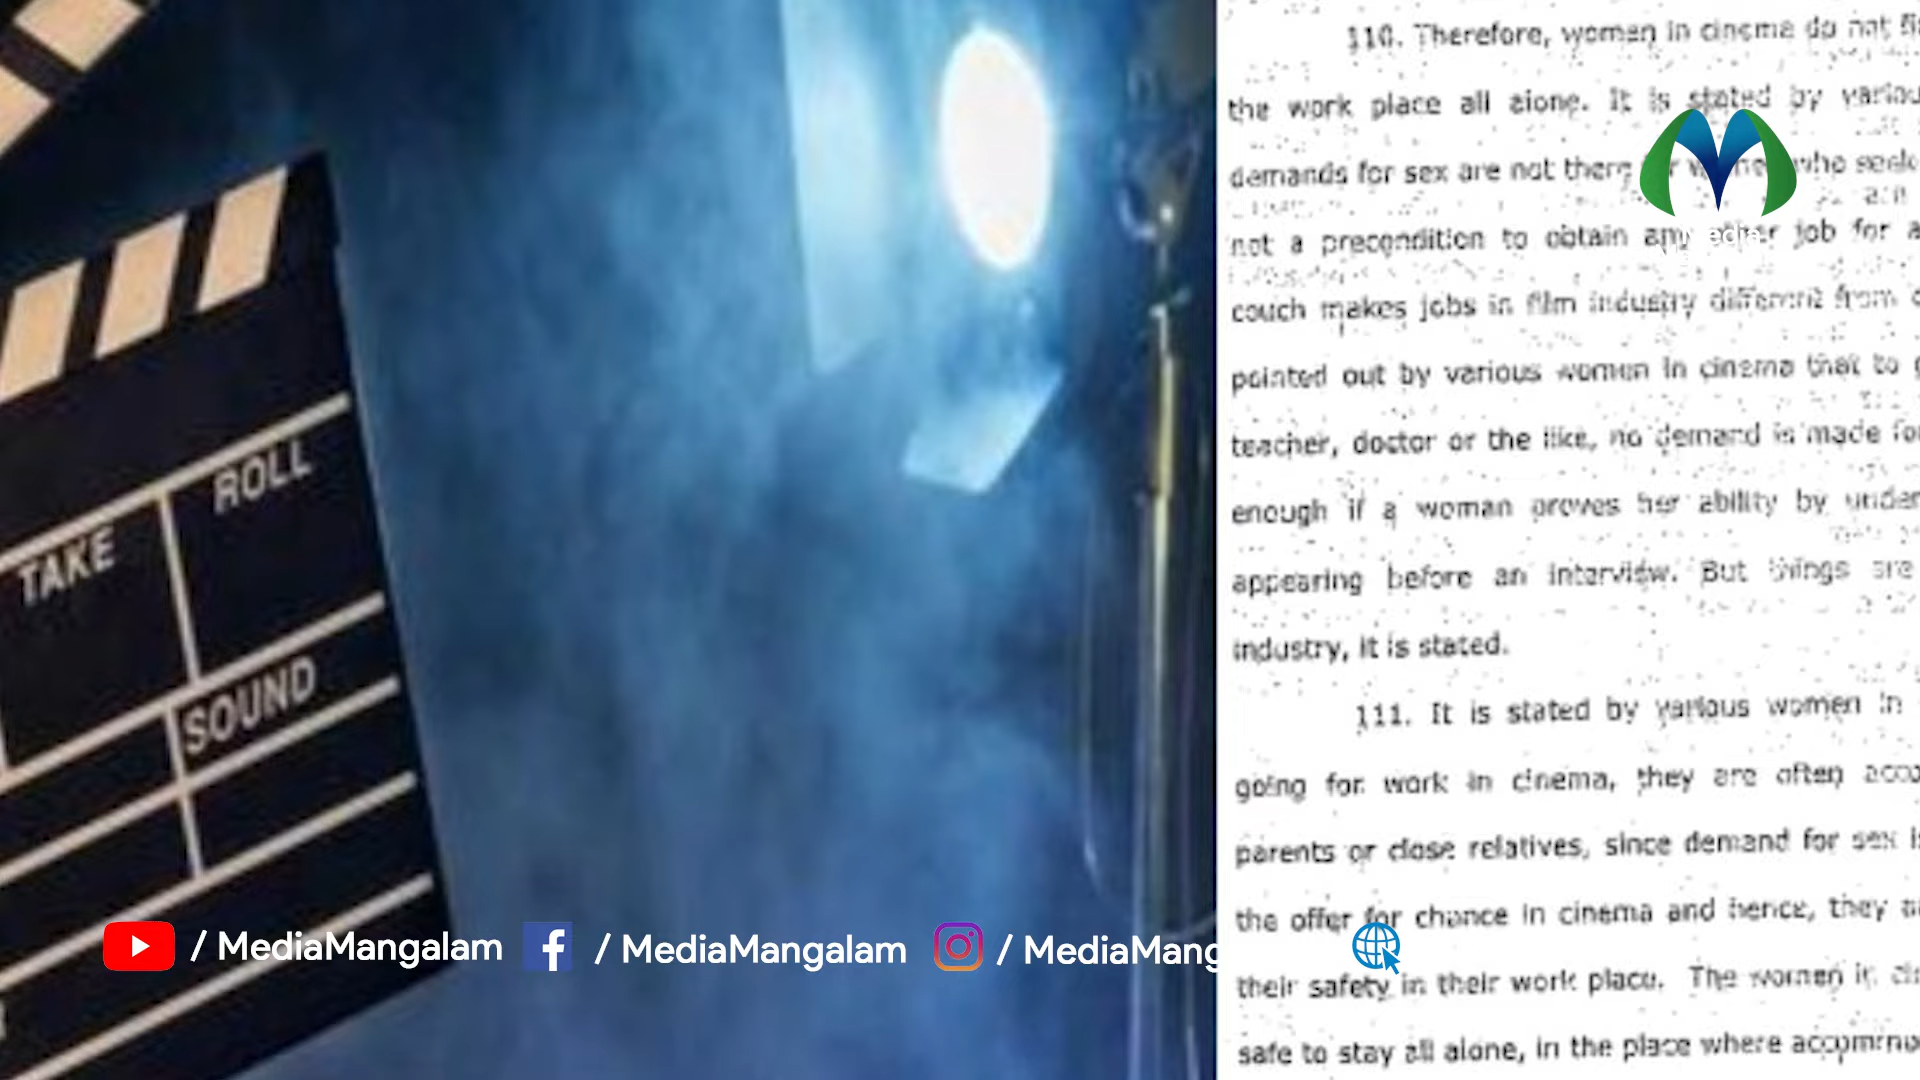 ROLL
TAKE
SOUND
110. Therefore, women in cinema do not
the work place all alone. It is stated by
demands for sex are not there who
not a precondition to obtain job for
couch makes jobs in film industry different from
pointed out by various women in cinema that to
teacher, doctor or the like, no demand is made
enough if a woman proves her ability by
appearing before an interview. But things are
industry, it is stated.
111. It is stated by various women in
going for work in cinema, they are often
parents or close relatives, since demand for sex
the offer for chance in cinema and hence, they
their safety in their work place. The women in
safe to stay all alone, in the place where
Media
/ MediaMangalam
/ MediaMangalam
/ MediaMang